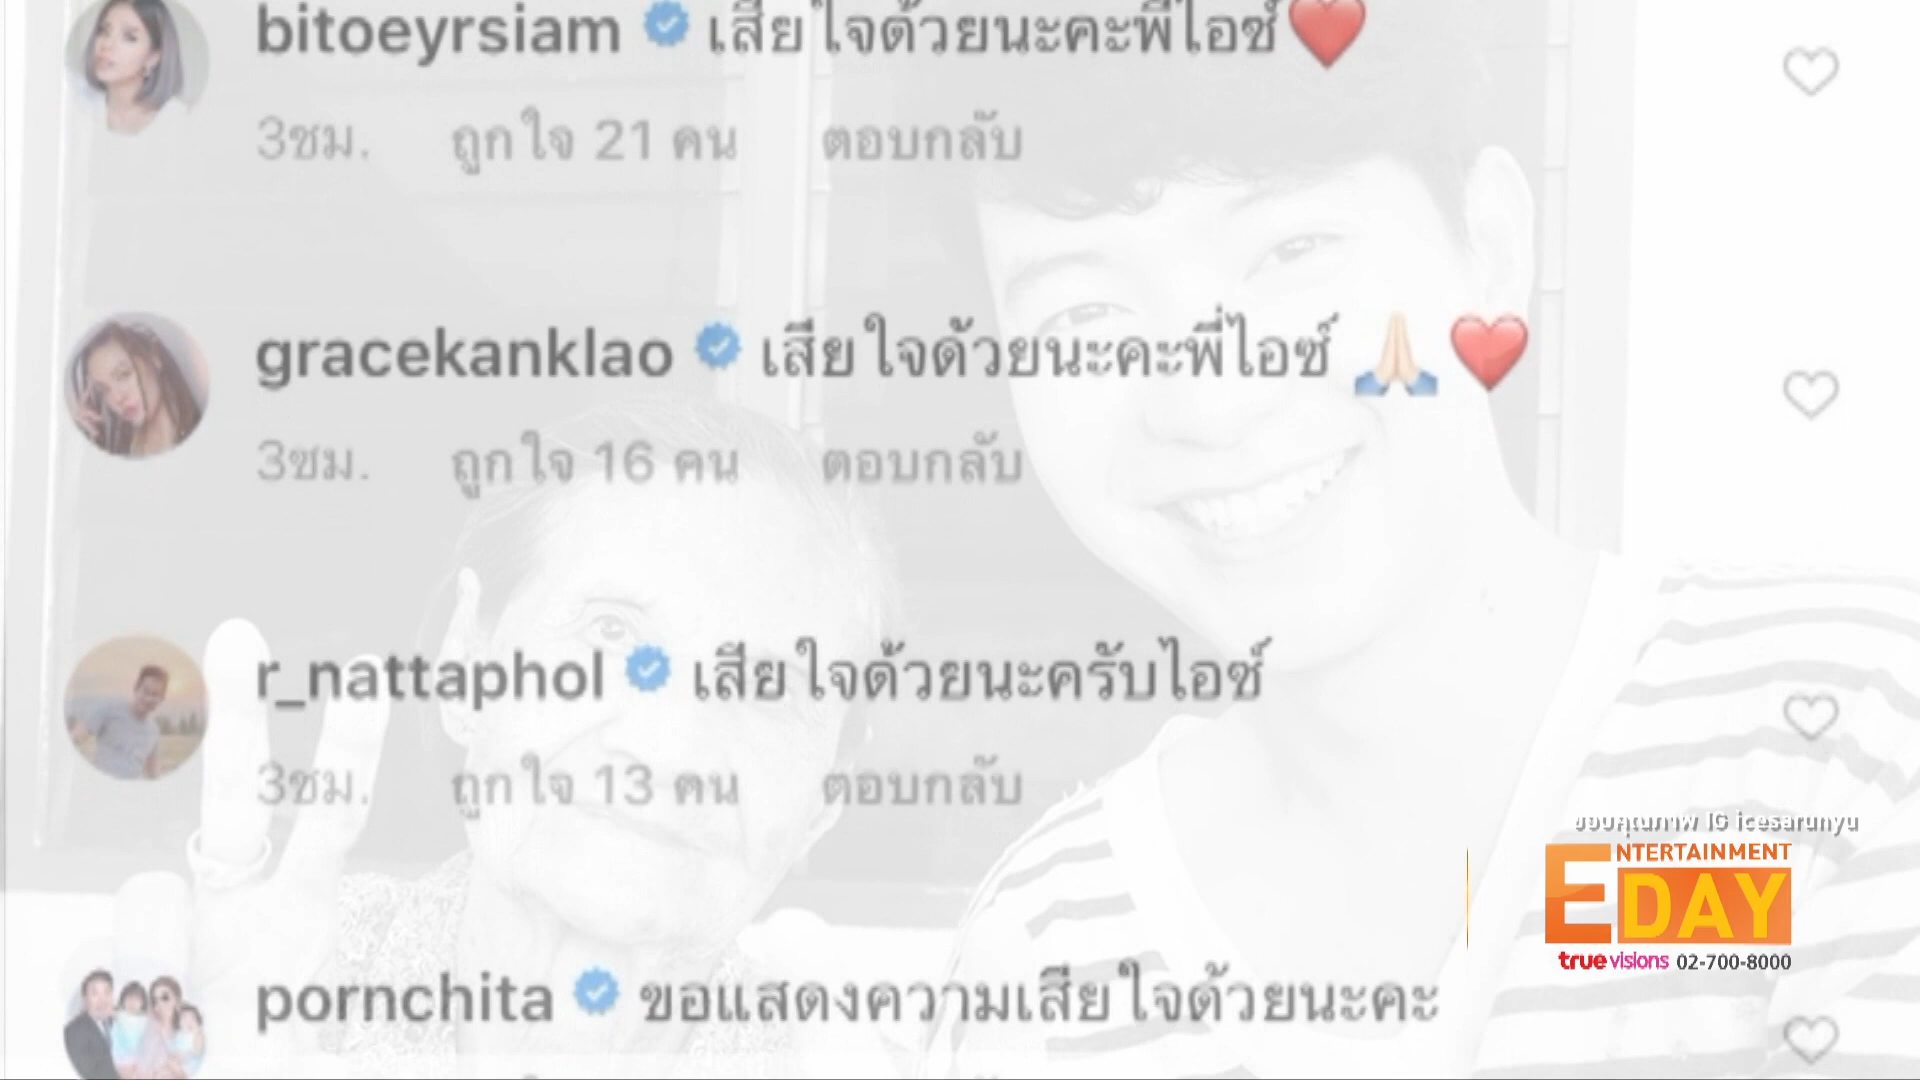 bitoeyrsiam เสียใจด้วยนะคะพี่ไอซ์❤️
3ชม. ถูกใจ 21 คน ตอบกลับ
gracekanklao เสียใจด้วยนะคะพี่ไอซ์ 🙏🏻❤️
3ชม. ถูกใจ 16 คน ตอบกลับ
r_nattaphol เสียใจด้วยนะครับไอซ์
3ชม. ถูกใจ 13 คน ตอบกลับ
ขอบคุณภาพ IG icesarunyu
ENTERTAINMENT
DAY
truevisions 02-700-8000
pornchita ขอแสดงความเสียใจด้วยนะคะ